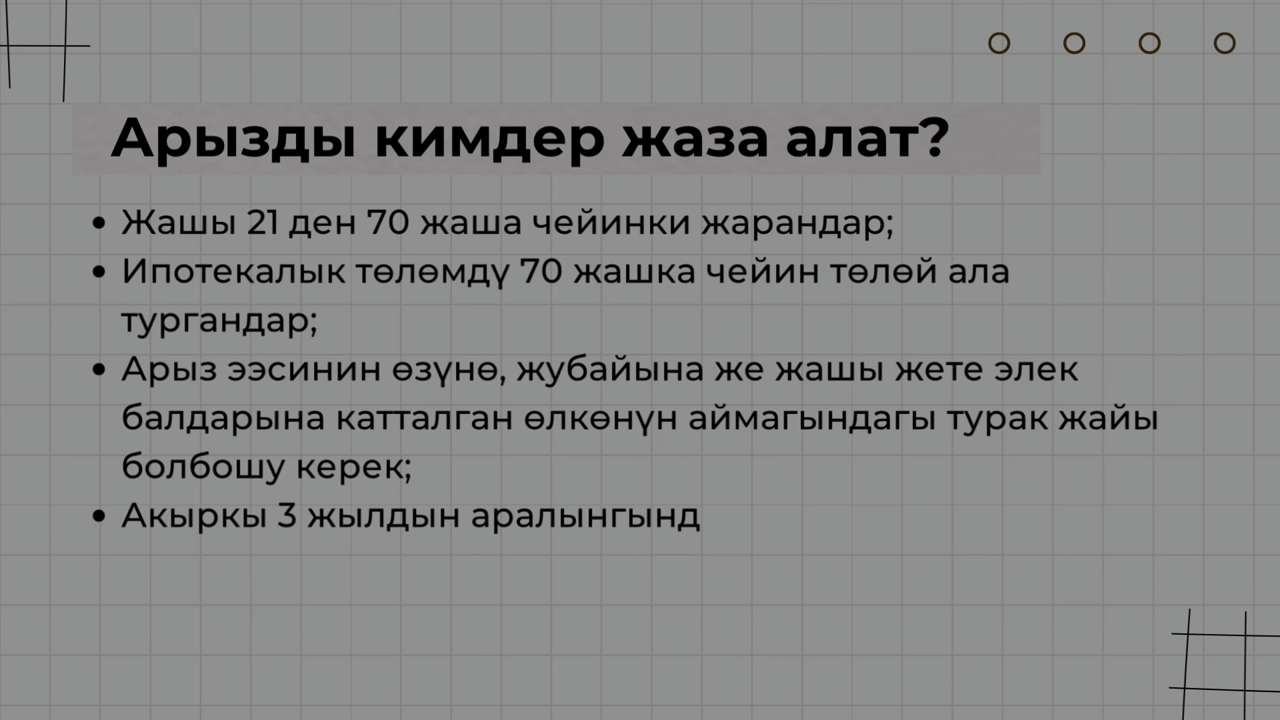 Арызды кимдер жаза алат?
• Жашы 21 ден 70 жаша чейинки жарандар;
• Ипотекалык төлөмдү 70 жашка чейин төлөй ала
тургандар;
• Арыз ээсинин өзүнө, жубайына же жашы жете элек
балдарына катталган өлкөнүн аймагындагы турак жайы
болбошу керек;
• Акыркы 3 жылдын аралынгынд